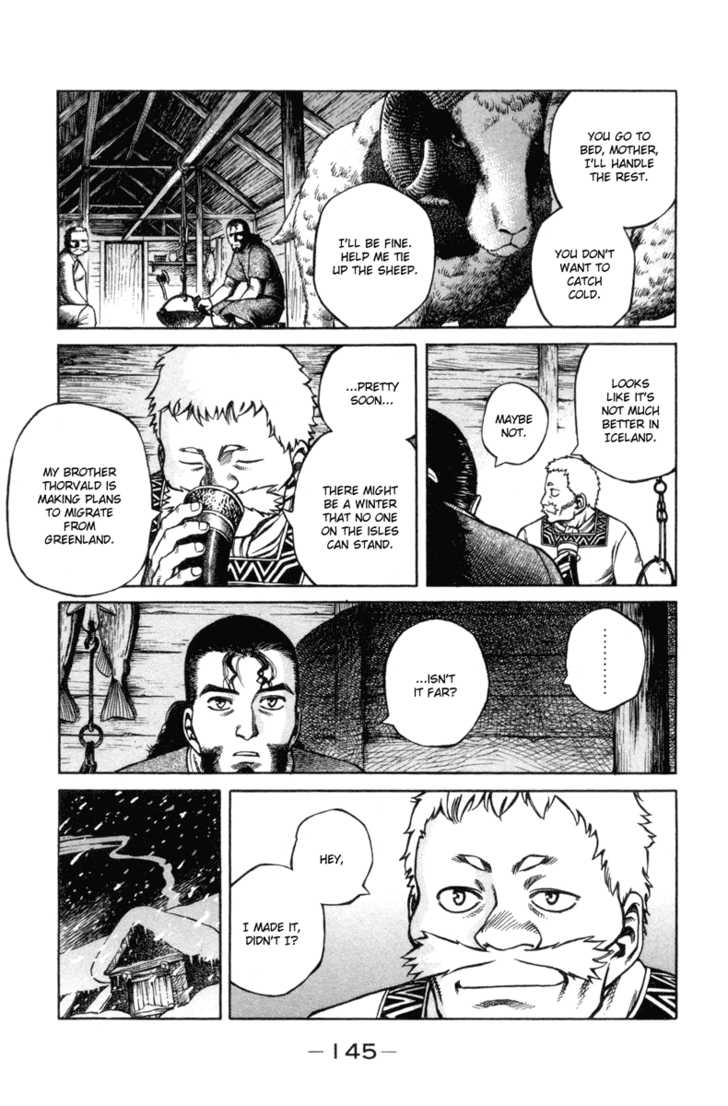 YOU GO TO
BED, MOTHER,
I'LL HANDLE
THE REST.
YOU DON'T
WANT TO
CATCH
COLD.
I'LL BE FINE.
HELP ME TIE
UP THE SHEEP.
LOOKS
LIKE IT'S
NOT MUCH
BETTER IN
ICELAND.
MAYBE
NOT.
...PRETTY
SOON...
THERE MIGHT
BE A WINTER
THAT NO ONE
ON THE ISLES
CAN STAND.
MY BROTHER
THORVALD IS
MAKING PLANS
TO MIGRATE
FROM
GREENLAND.
.........
...ISN'T
IT FAR?
HEY,
I MADE IT,
DIDN'T I?
—145—